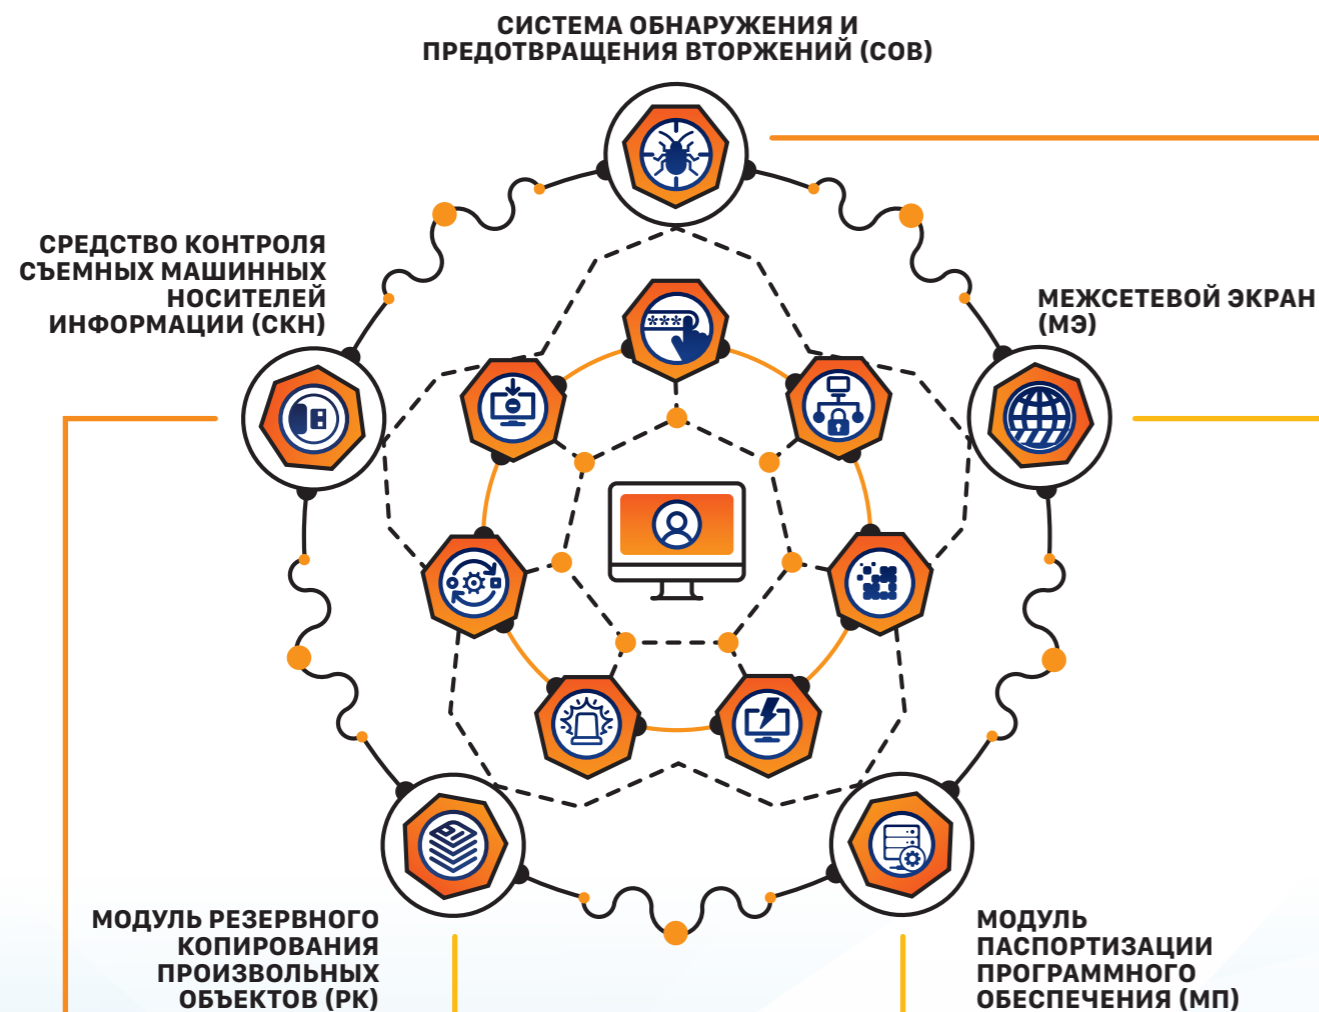 СИСТЕМА ОБНАРУЖЕНИЯ И
ПРЕДОТВРАЩЕНИЯ ВТОРЖЕНИЙ (СОВ)
СРЕДСТВО КОНТРОЛЯ
СЪЕМНЫХ МАШИННЫХ
НОСИТЕЛЕЙ
ИНФОРМАЦИИ (СКН)
МЕЖСЕТЕВОЙ ЭКРАН
(МЭ)
***
МОДУЛЬ РЕЗЕРВНОГО
КОПИРОВАНИЯ
ПРОИЗВОЛЬНЫХ
ОБЪЕКТОВ (РК)
МОДУЛЬ
ПАСПОРТИЗАЦИИ
ПРОГРАММНОГО
ОБЕСПЕЧЕНИЯ (МП)